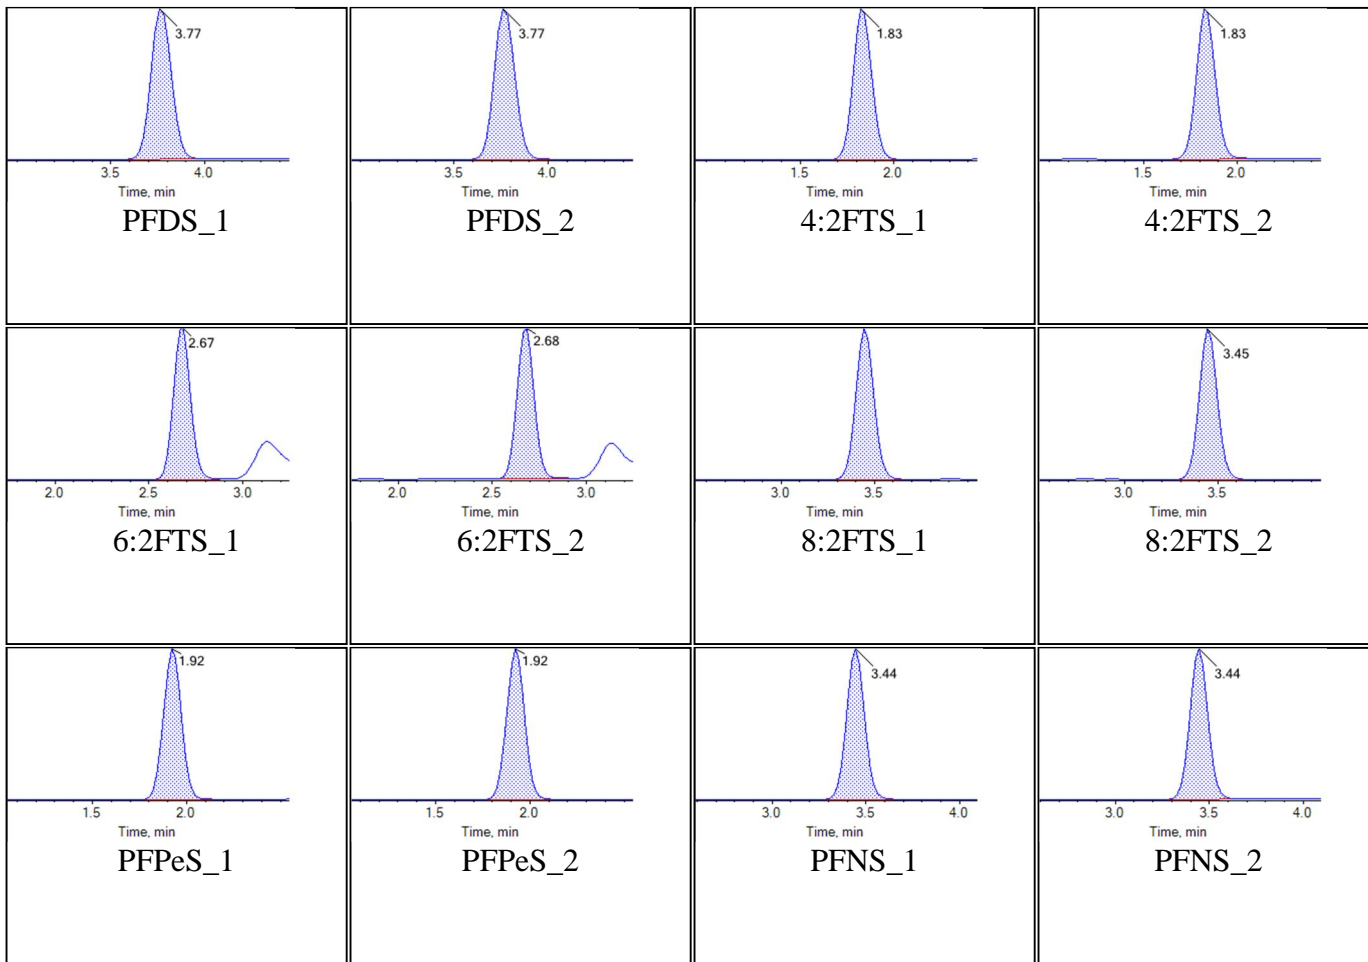 3.77
3.5 4.0
Time, min
PFDS_1
3.77
3.5 4.0
Time, min
PFDS_2
1.83
1.5 2.0
Time, min
4:2FTS_1
1.83
1.5 2.0
Time, min
4:2FTS_2
2.67
2.0 2.5 3.0
Time, min
6:2FTS_1
2.68
2.0 2.5 3.0
Time, min
6:2FTS_2
3.0 3.5
Time, min
8:2FTS_1
3.45
3.0 3.5
Time, min
8:2FTS_2
1.92
1.5 2.0
Time, min
PFPeS_1
1.92
1.5 2.0
Time, min
PFPeS_2
3.44
3.0 3.5 4.0
Time, min
PFNS_1
3.44
3.0 3.5 4.0
Time, min
PFNS_2